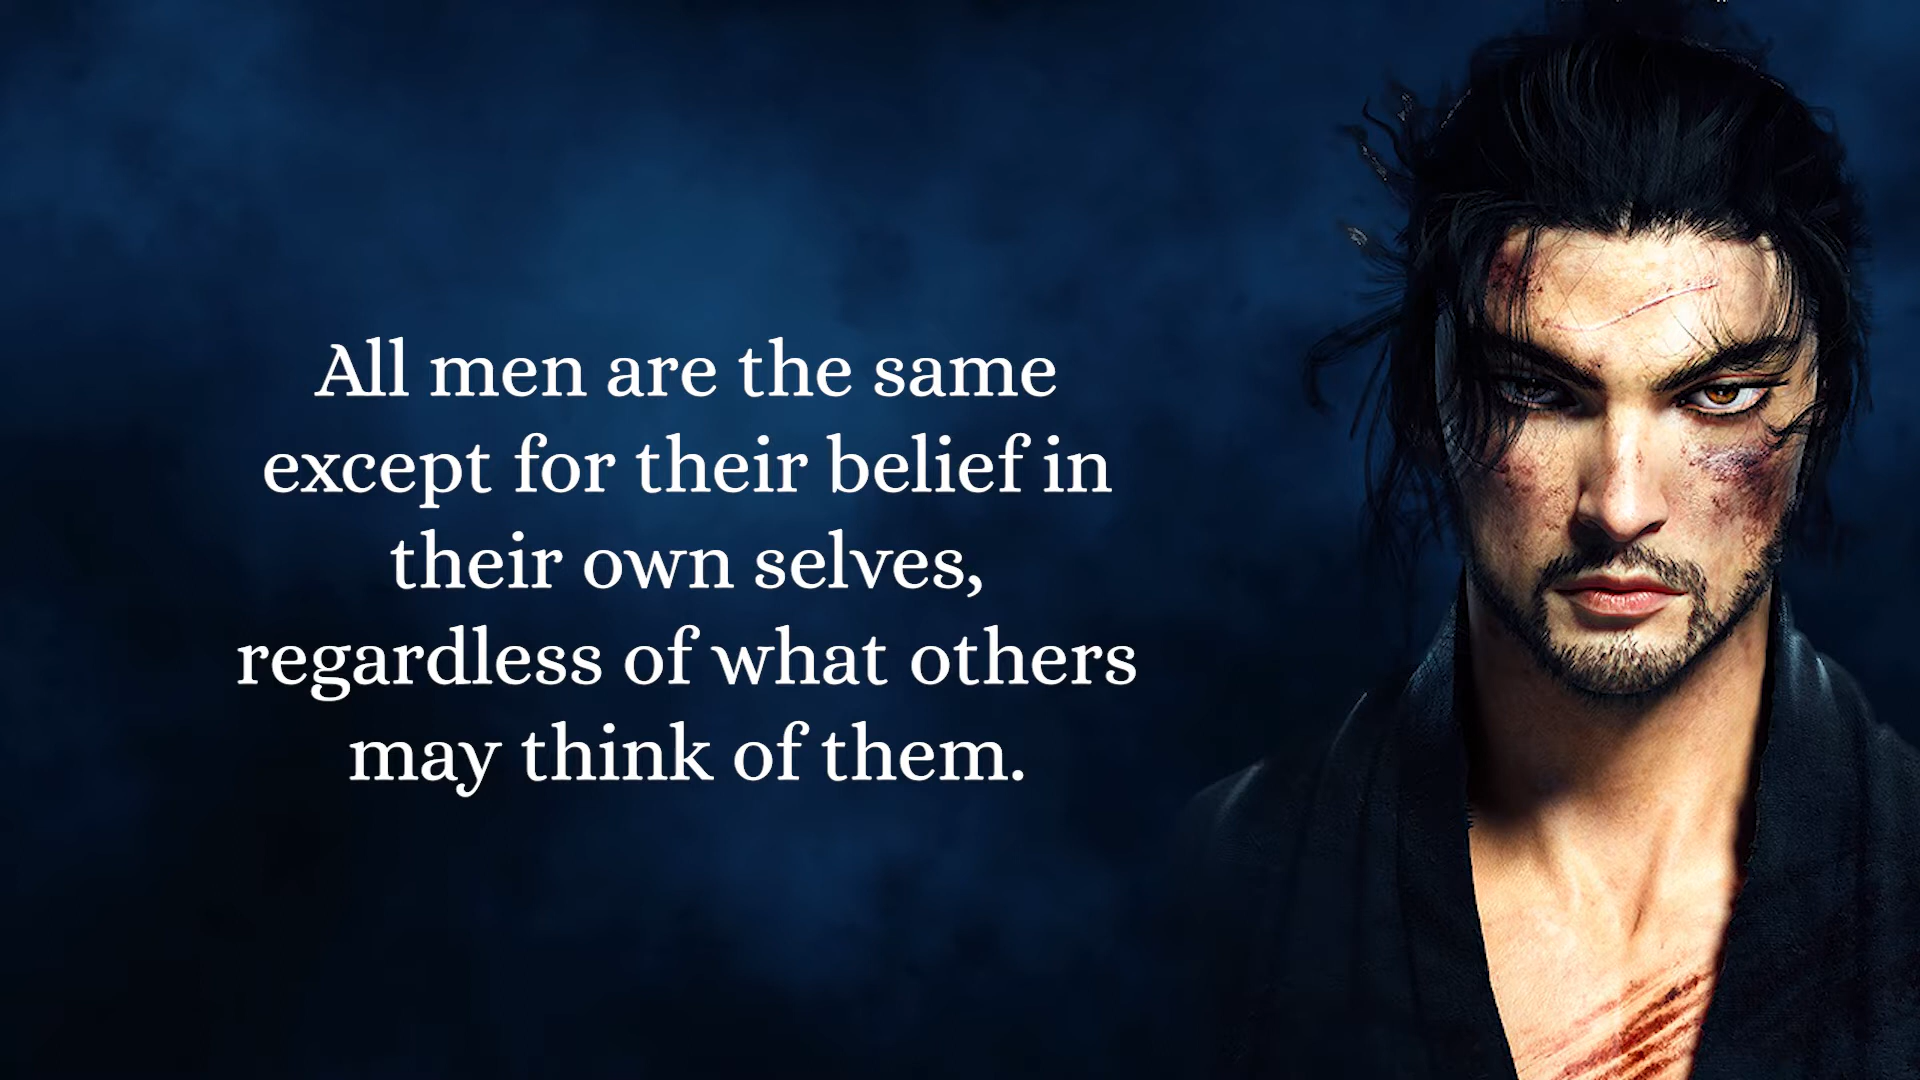 All men are the same
except for their belief in
their own selves,
regardless of what others
may think of them.